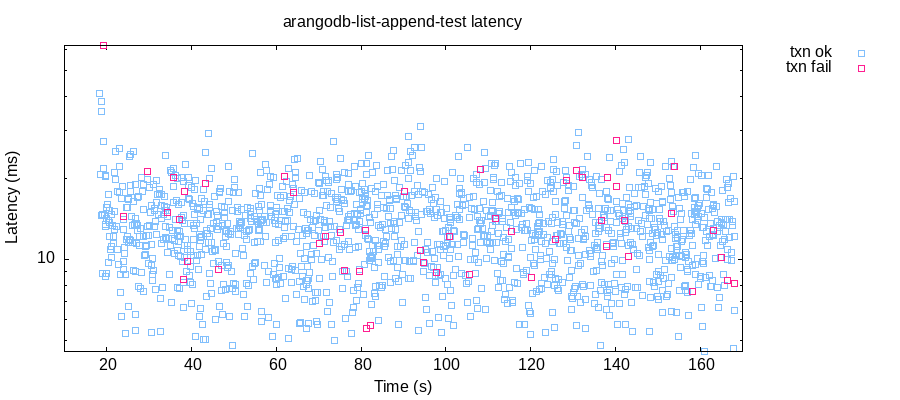 arangodb-list-append-test latency
txn ok
txn fail
Latency (ms)
10
20 40 60 80 100 120 140 160
Time (s)